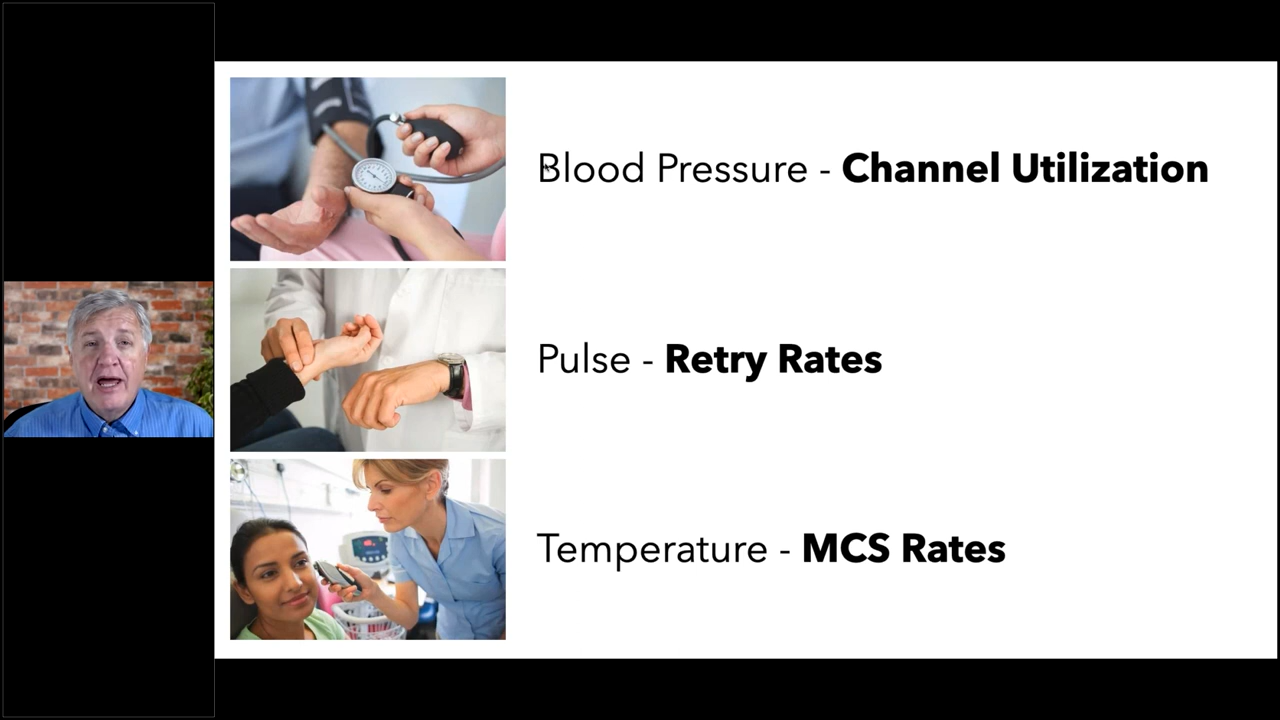 Blood Pressure - Channel Utilization
Pulse - Retry Rates
Temperature - MCS Rates